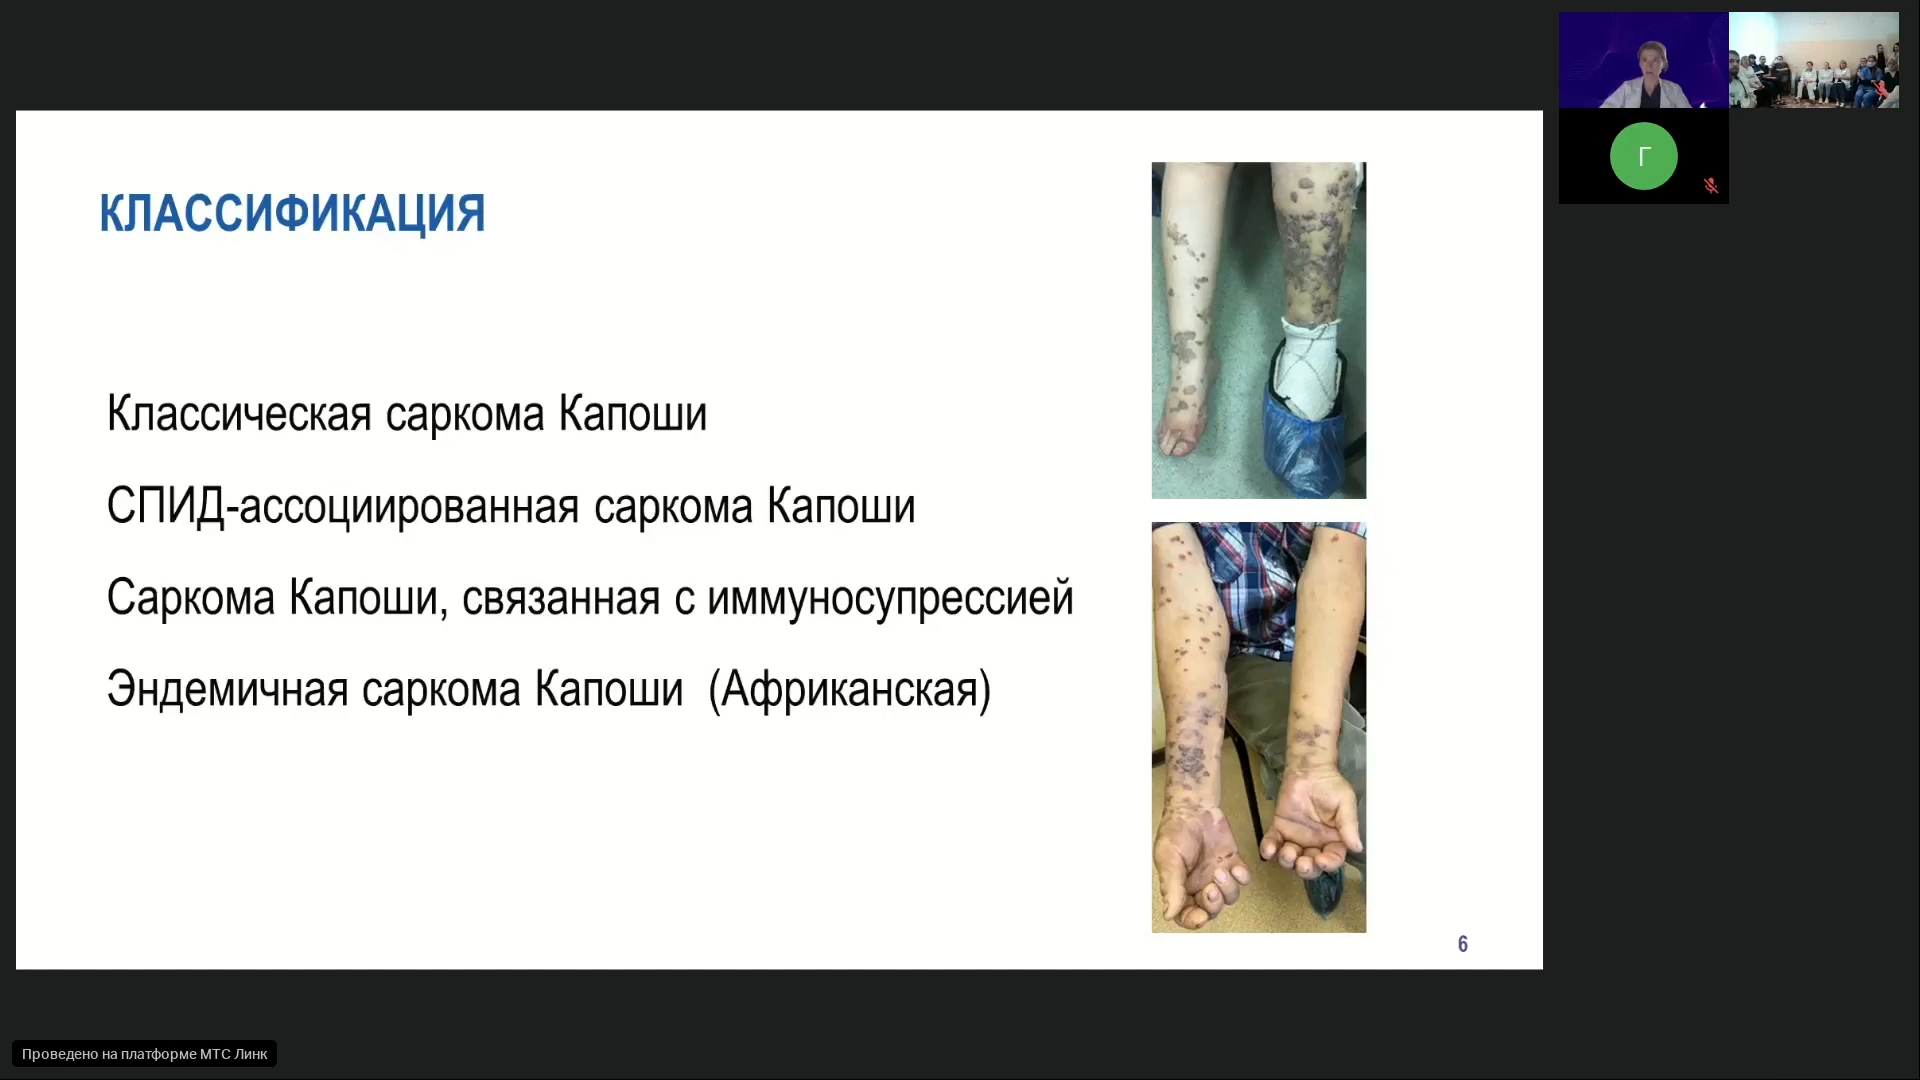 КЛАССИФИКАЦИЯ
Классическая саркома Капоши
СПИД-ассоциированная саркома Капоши
Саркома Капоши, связанная с иммуносупрессией
Эндемичная саркома Капоши (Африканская)
6
Г
Проведено на платформе МТС Линк